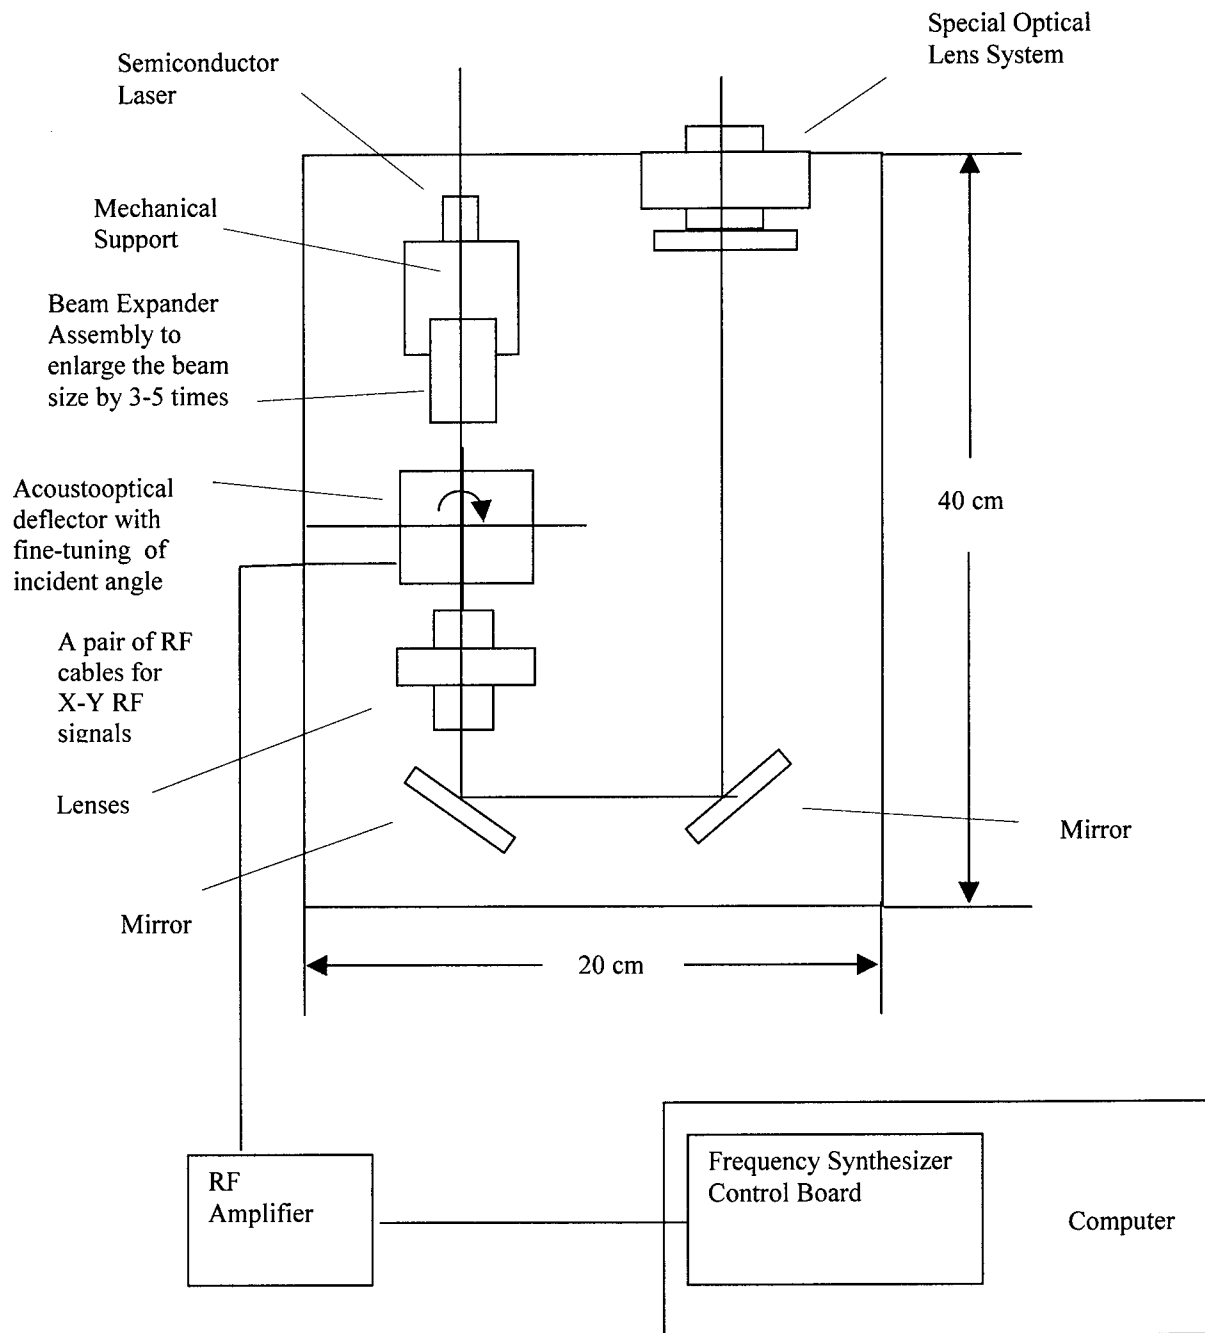 Special Optical
Lens System
Semiconductor
Laser
Mechanical
Support
Beam Expander
Assembly to
enlarge the beam
size by 3-5 times
Acoustooptical
deflector with
fine-tuning of
incident angle
40 cm
A pair of RF
cables for
X-Y RF
signals
Lenses
Mirror
Mirror
20 cm
RF
Amplifier
Frequency Synthesizer
Control Board
Computer